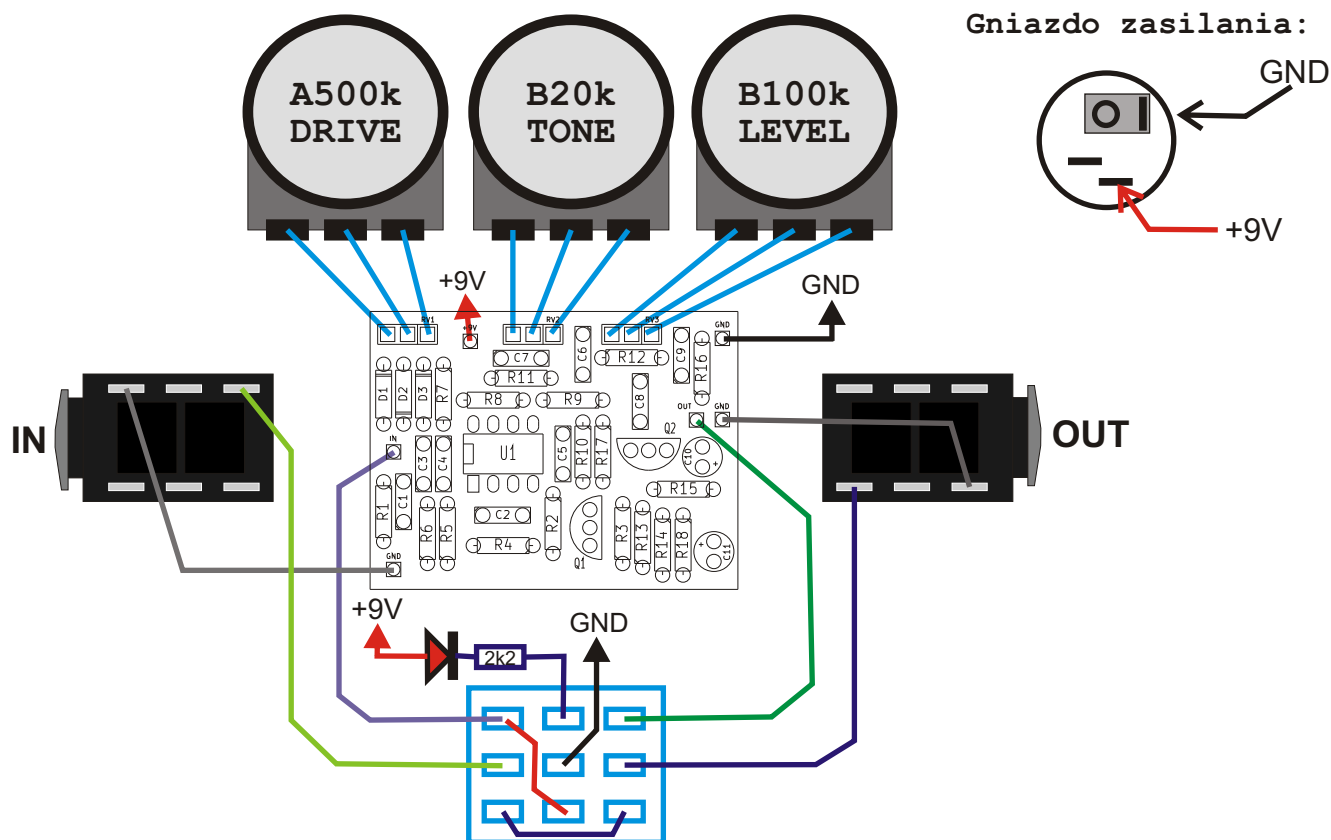 Gniazdo zasilania:
GND
+9V
A500k
DRIVE
B20k
TONE
B100k
LEVEL
+9V
GND
RV1
+9V
RV2
RV3
GND
C7
C6
R12
C9
R16
R11
D1
D2
D3
R7
R8
R9
C8
OUT
GND
IN
OUT
IN
C3
C4
U1
C5
R10
R17
Q2
C10
+
R1
C1
R15
R6
R5
C2
R4
R2
Q1
R3
R13
R14
R18
+
C11
GND
+9V
GND
2k2